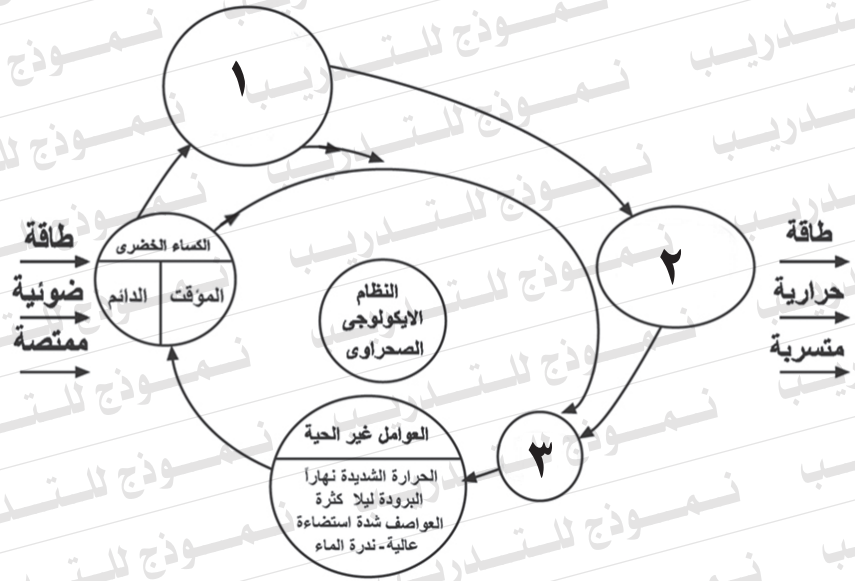 ١
٢
٣
الكساء الخضرى
المؤقت
الدائم
طاقة
ضوئية
ممتصة
طاقة
حرارية
متسربة
النظام
الايكولوجى
الصحراوى
العوامل غير الحية
الحرارة الشديدة نهاراً
البرودة ليلا كثرة
العواصف شدة استضاءة
عالية - ندرة الماء
نموذج للتدريب